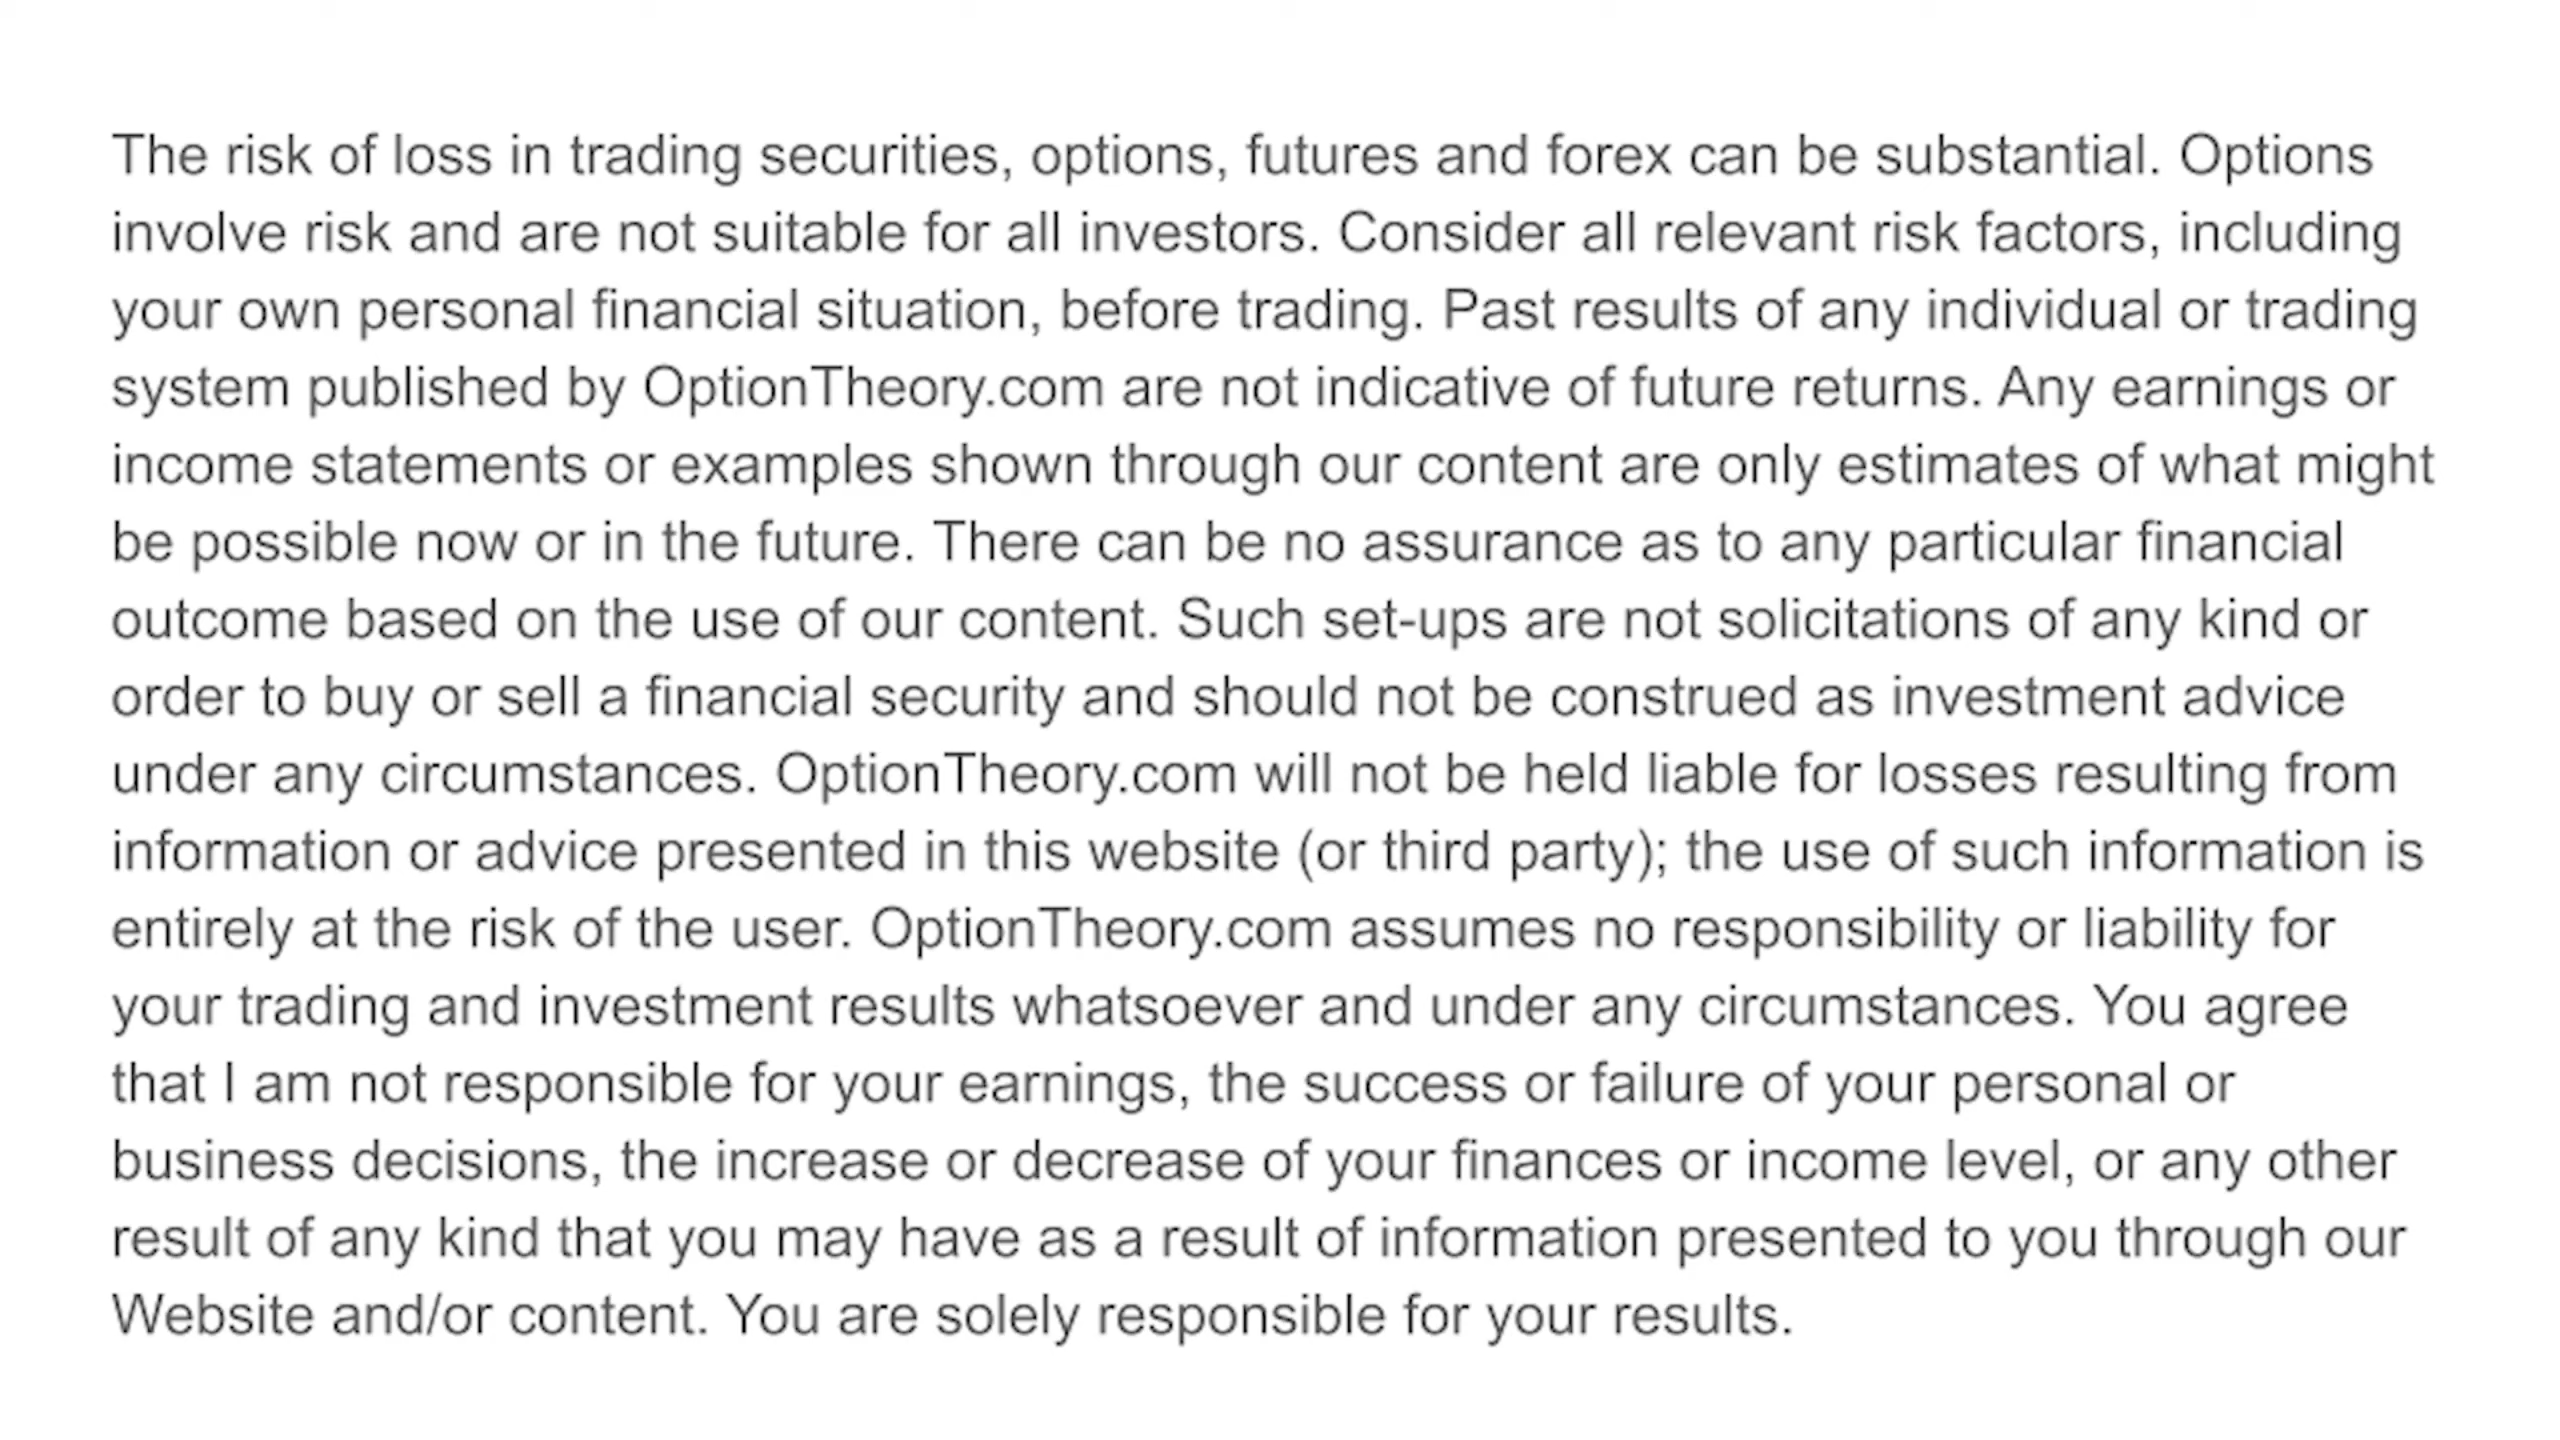 The risk of loss in trading securities, options, futures and forex can be substantial. Options
involve risk and are not suitable for all investors. Consider all relevant risk factors, including
your own personal financial situation, before trading. Past results of any individual or trading
system published by OptionTheory.com are not indicative of future returns. Any earnings or
income statements or examples shown through our content are only estimates of what might
be possible now or in the future. There can be no assurance as to any particular financial
outcome based on the use of our content. Such set-ups are not solicitations of any kind or
order to buy or sell a financial security and should not be construed as investment advice
under any circumstances. OptionTheory.com will not be held liable for losses resulting from
information or advice presented in this website (or third party); the use of such information is
entirely at the risk of the user. OptionTheory.com assumes no responsibility or liability for
your trading and investment results whatsoever and under any circumstances. You agree
that I am not responsible for your earnings, the success or failure of your personal or
business decisions, the increase or decrease of your finances or income level, or any other
result of any kind that you may have as a result of information presented to you through our
Website and/or content. You are solely responsible for your results.